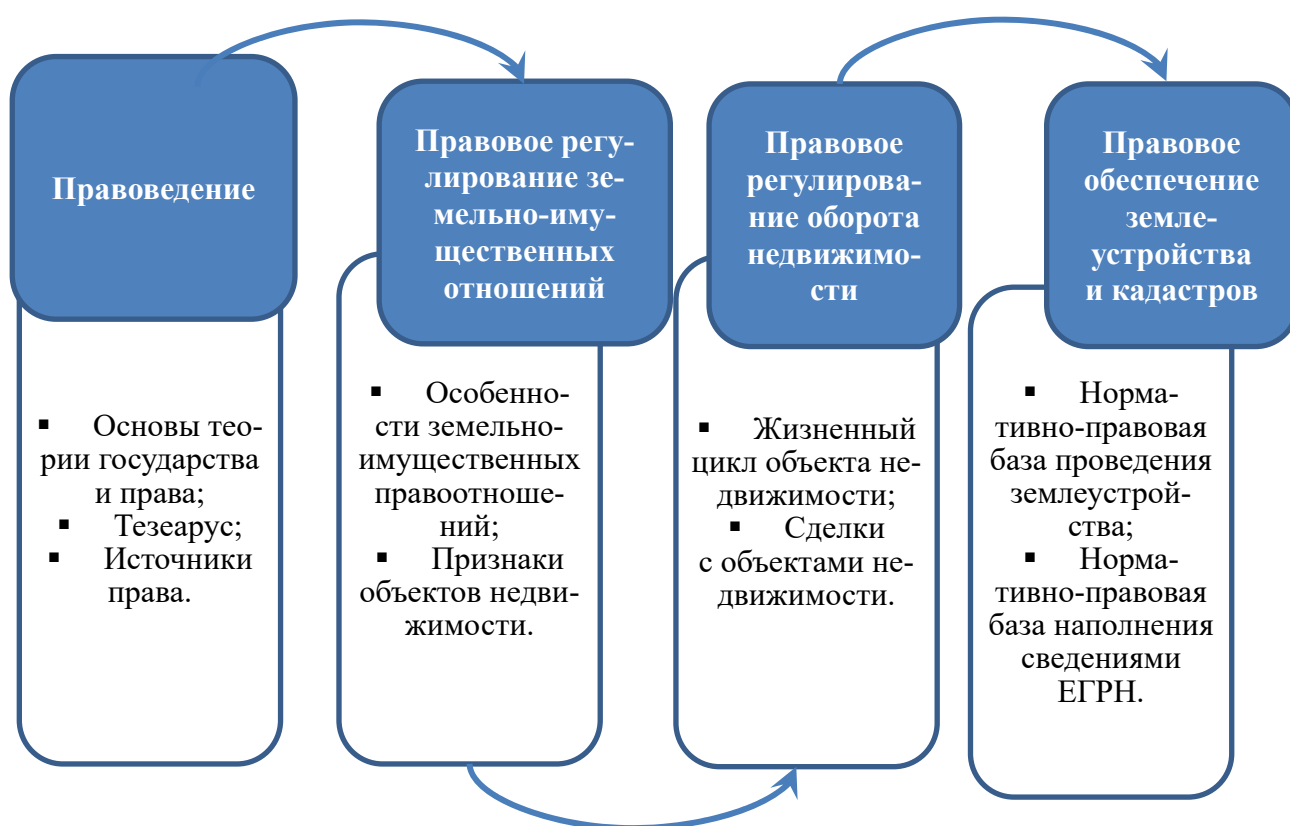 Правоведение
▪ Основы тео-
рии государства
и права;
▪ Тезеарус;
▪ Источники
права.
Правовое регу-
лирование зе-
мельно-иму-
щественных
отношений
▪ Особенно-
сти земельно-
имущественных
правоотноше-
ний;
▪ Признаки
объектов недви-
жимости.
Правовое
регулирова-
ние оборота
недвижимо-
сти
▪ Жизненный
цикл объекта не-
движимости;
▪ Сделки
с объектами не-
движимости.
Правовое
обеспечение
земле-
устройства
и кадастров
▪ Норма-
тивно-правовая
база проведения
землеустрой-
ства;
▪ Норма-
тивно-правовая
база наполнения
сведениями
ЕГРН.